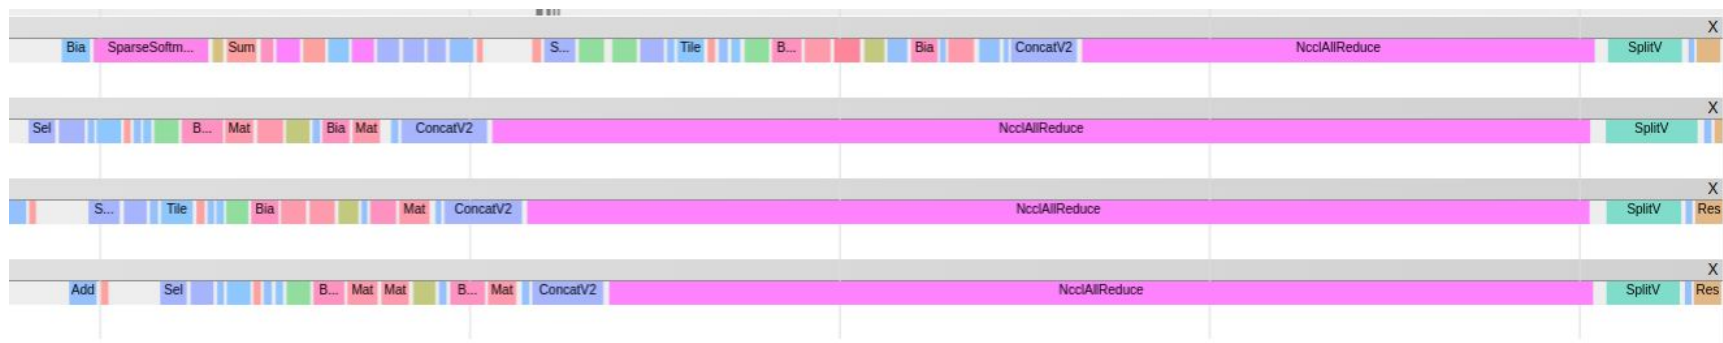 X
Bia SparseSoftm... Sum S... Tile B... Bia ConcatV2 NcclAllReduce SplitV
X
Sel B... Mat Bia Mat ConcatV2 NcclAllReduce SplitV
X
S... Tile Bia Mat ConcatV2 NcclAllReduce SplitV Res
X
Add Sel B... Mat Mat B... Mat ConcatV2 NcclAllReduce SplitV Res